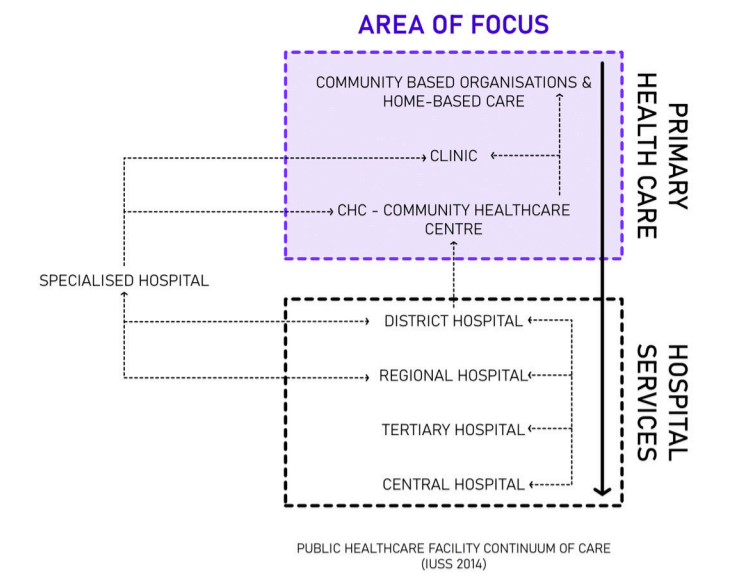 AREA OF FOCUS
COMMUNITY BASED ORGANISATIONS &
HOME-BASED CARE
CLINIC
CHC - COMMUNITY HEALTHCARE
CENTRE
PRIMARY
HEALTH CARE
SPECIALISED HOSPITAL
DISTRICT HOSPITAL
REGIONAL HOSPITAL
TERTIARY HOSPITAL
CENTRAL HOSPITAL
HOSPITAL
SERVICES
PUBLIC HEALTHCARE FACILITY CONTINUUM OF CARE
(IUSS 2014)